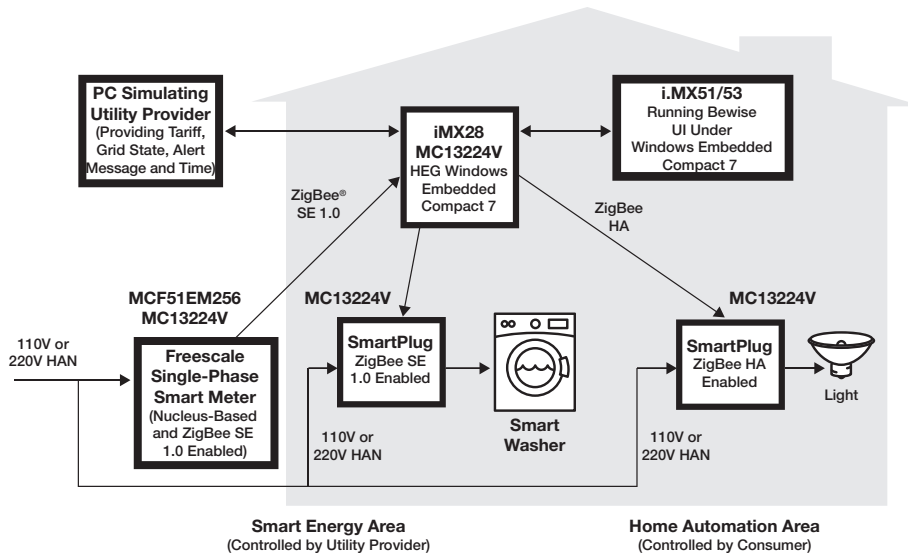 PC Simulating
Utility Provider
(Providing Tariff,
Grid State, Alert
Message and Time)
iMX28
MC13224V
HEG Windows
Embedded
Compact 7
i.MX51/53
Running Bewise
UI Under
Windows Embedded
Compact 7
ZigBee®
SE 1.0
ZigBee
HA
MCF51EM256
MC13224V
MC13224V
MC13224V
110V or
220V HAN
Freescale
Single-Phase
Smart Meter
(Nucleus-Based
and ZigBee SE
1.0 Enabled)
SmartPlug
ZigBee SE
1.0 Enabled
Smart
Washer
SmartPlug
ZigBee HA
Enabled
Light
110V or
220V HAN
110V or
220V HAN
Smart Energy Area
(Controlled by Utility Provider)
Home Automation Area
(Controlled by Consumer)